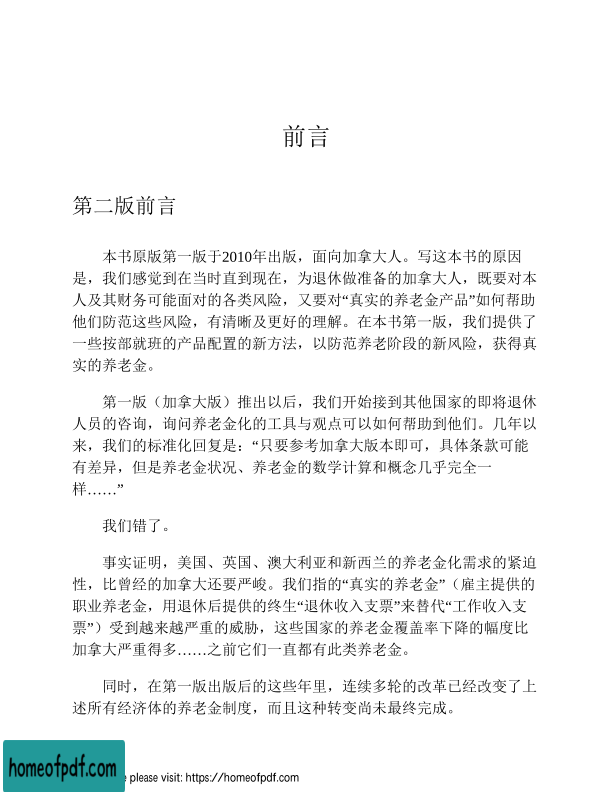 前言
第二版前言
本书原版第一版于2010年出版，面向加拿大人。写这本书的原因
是，我们感觉到在当时直到现在，为退休做准备的加拿大人，既要对本
人及其财务可能面对的各类风险，又要对“真实的养老金产品”如何帮助
他们防范这些风险，有清晰及更好的理解。在本书第一版，我们提供了
一些按部就班的产品配置的新方法，以防范养老阶段的新风险，获得真
实的养老金。
第一版（加拿大版）推出以后，我们开始接到其他国家的即将退休
人员的咨询，询问养老金化的工具与观点可以如何帮助到他们。几年以
来，我们的标准化回复是：“只要参考加拿大版本即可，具体条款可能
有差异，但是养老金状况、养老金的数学计算和概念几乎完全一
样……”
我们错了。
事实证明，美国、英国、澳大利亚和新西兰的养老金化需求的紧迫
性，比曾经的加拿大还要严峻。我们指的“真实的养老金”（雇主提供的
职业养老金，用退休后提供的终生“退休收入支票”来替代“工作收入支
票”）受到越来越严重的威胁，这些国家的养老金覆盖率下降的幅度比
加拿大严重得多……之前它们一直都有此类养老金。
同时，在第一版出版后的这些年里，连续多轮的改革已经改变了上
述所有经济体的养老金制度，而且这种转变尚未最终完成。
homeofpdf.com
please visit: https://homeofpdf.com